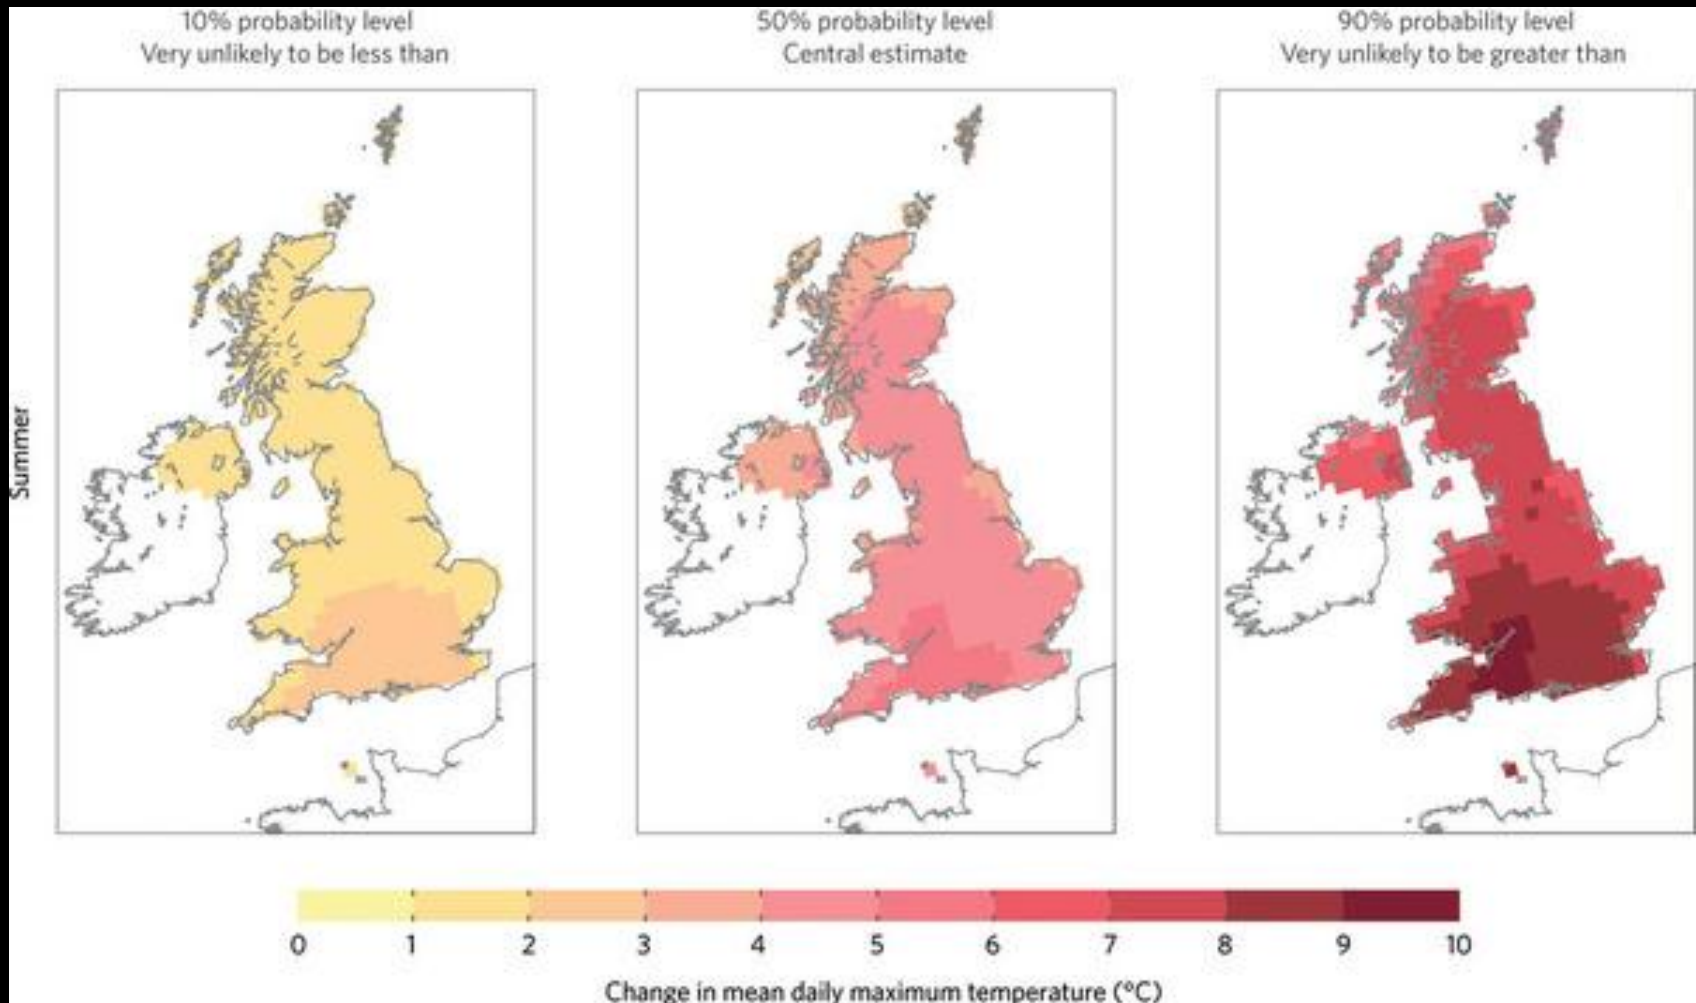 10% probability level
Very unlikely to be less than
50% probability level
Central estimate
90% probability level
Very unlikely to be greater than
Summer
0 1 2 3 4 5 6 7 8 9 10
Change in mean daily maximum temperature (°C)